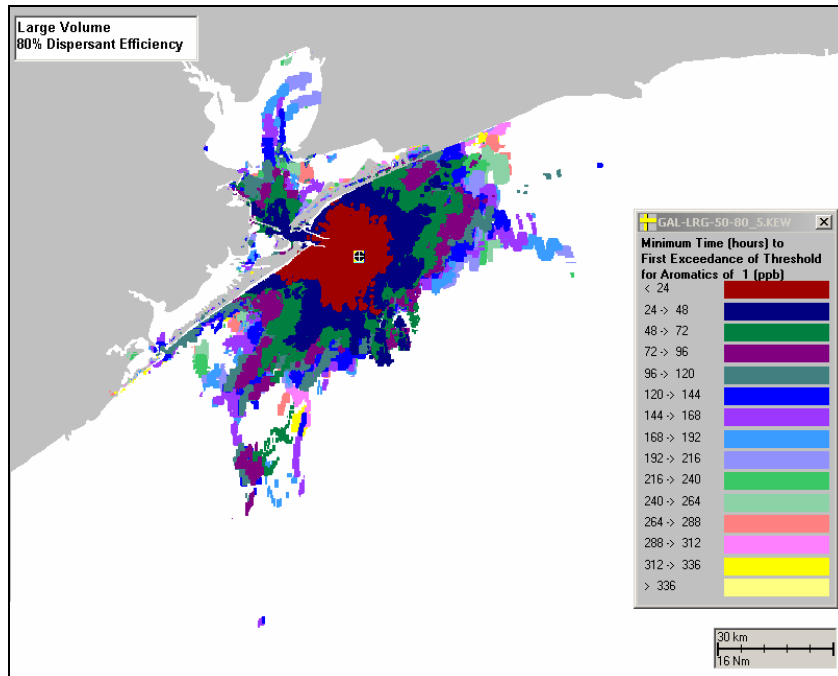 Large Volume
80% Dispersant Efficiency
GAL-LRG-50-80_5.KEW
Minimum Time (hours) to
First Exceedance of Threshold
for Aromatics of 1 (ppb)
< 24
24 -> 48
48 -> 72
72 -> 96
96 -> 120
120 -> 144
144 -> 168
168 -> 192
192 -> 216
216 -> 240
240 -> 264
264 -> 288
288 -> 312
312 -> 336
> 336
30 km
16 Nm